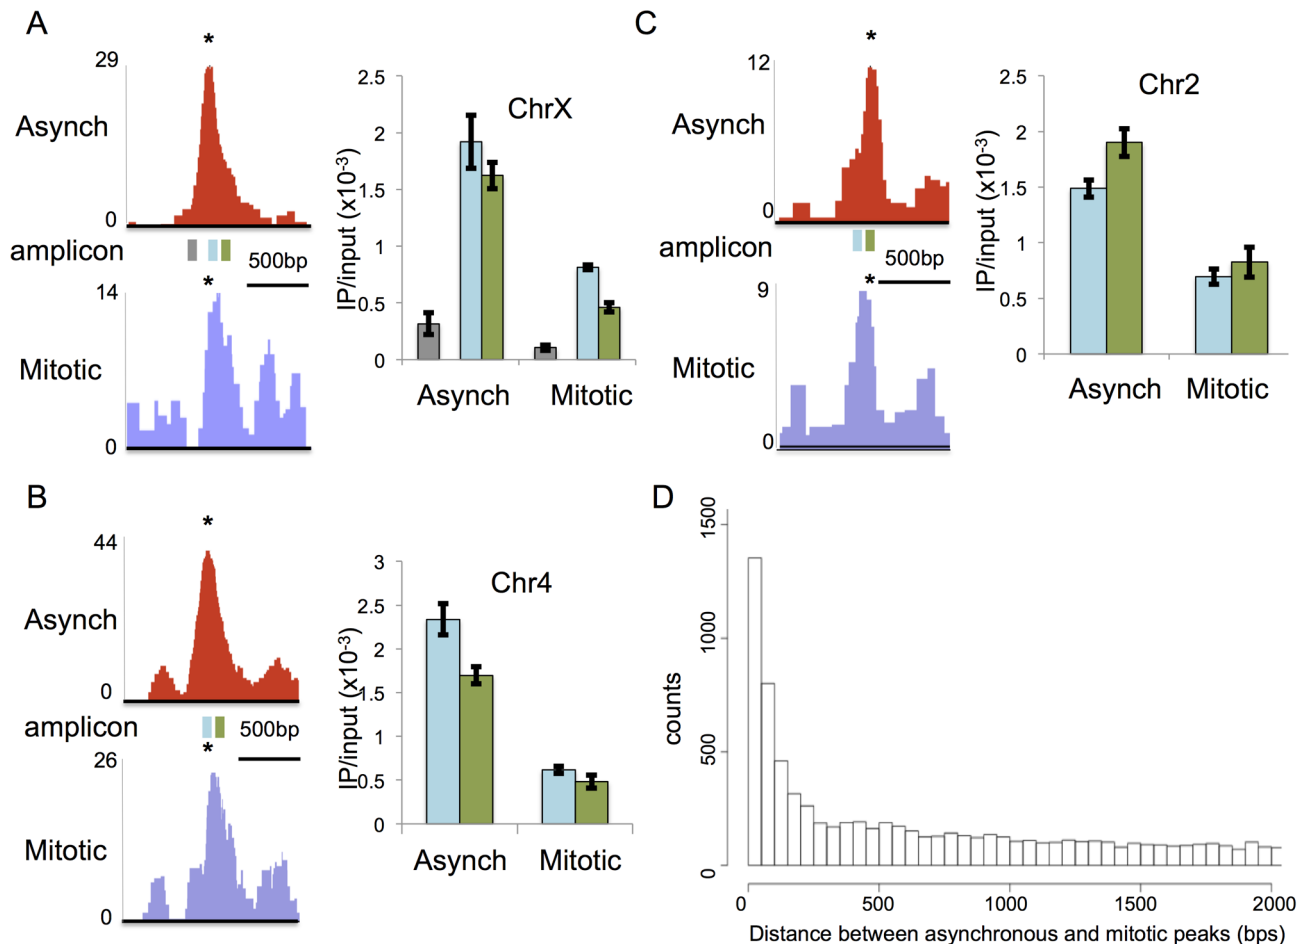 A
*
29
Asynch
0
amplicon
500bp
*
14
Mitotic
0
2.5
2
1.5
1
0.5
0
IP/input (x10-3)
ChrX
Asynch Mitotic
C
*
12
Asynch
0
amplicon
500bp
*
9
Mitotic
0
2.5
2
1.5
1
0.5
0
IP/input (x10-3)
Chr2
Asynch Mitotic
B
*
44
Asynch
0
amplicon
500bp
*
26
Mitotic
0
3
2.5
2
1.5
1
0.5
0
IP/input (x10-3)
Chr4
Asynch Mitotic
D
1500
1000
500
0
counts
0 500 1000 1500 2000
Distance between asynchronous and mitotic peaks (bps)